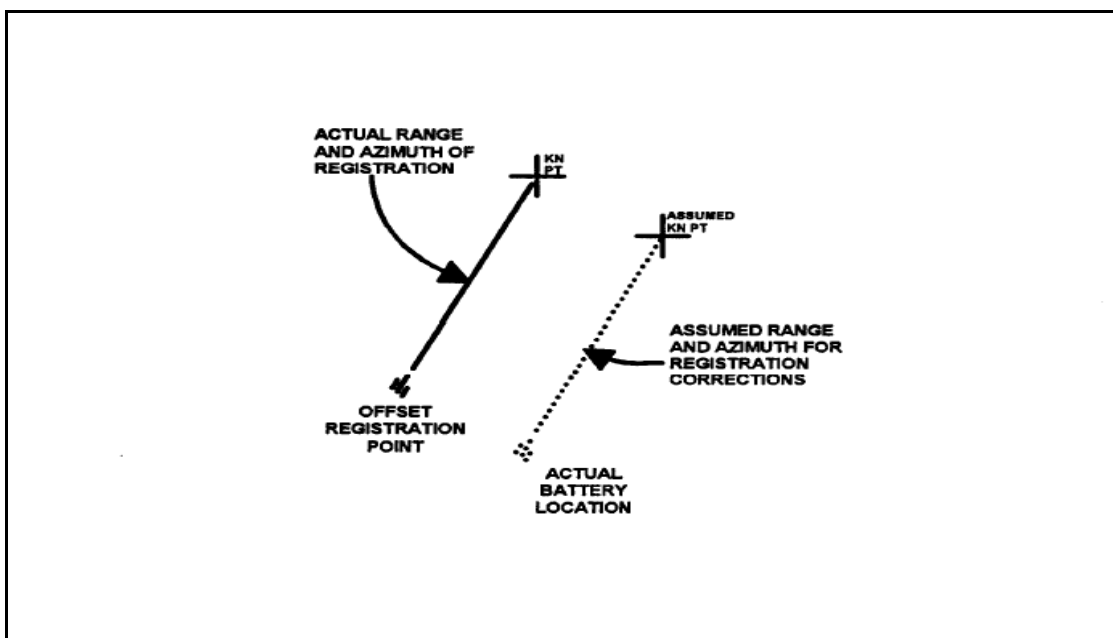 ACTUAL RANGE
AND AZIMUTH OF
REGISTRATION
KN
PT
ASSUMED
KN PT
ASSUMED RANGE
AND AZIMUTH FOR
REGISTRATION
CORRECTIONS
OFFSET
REGISTRATION
POINT
ACTUAL
BATTERY
LOCATION